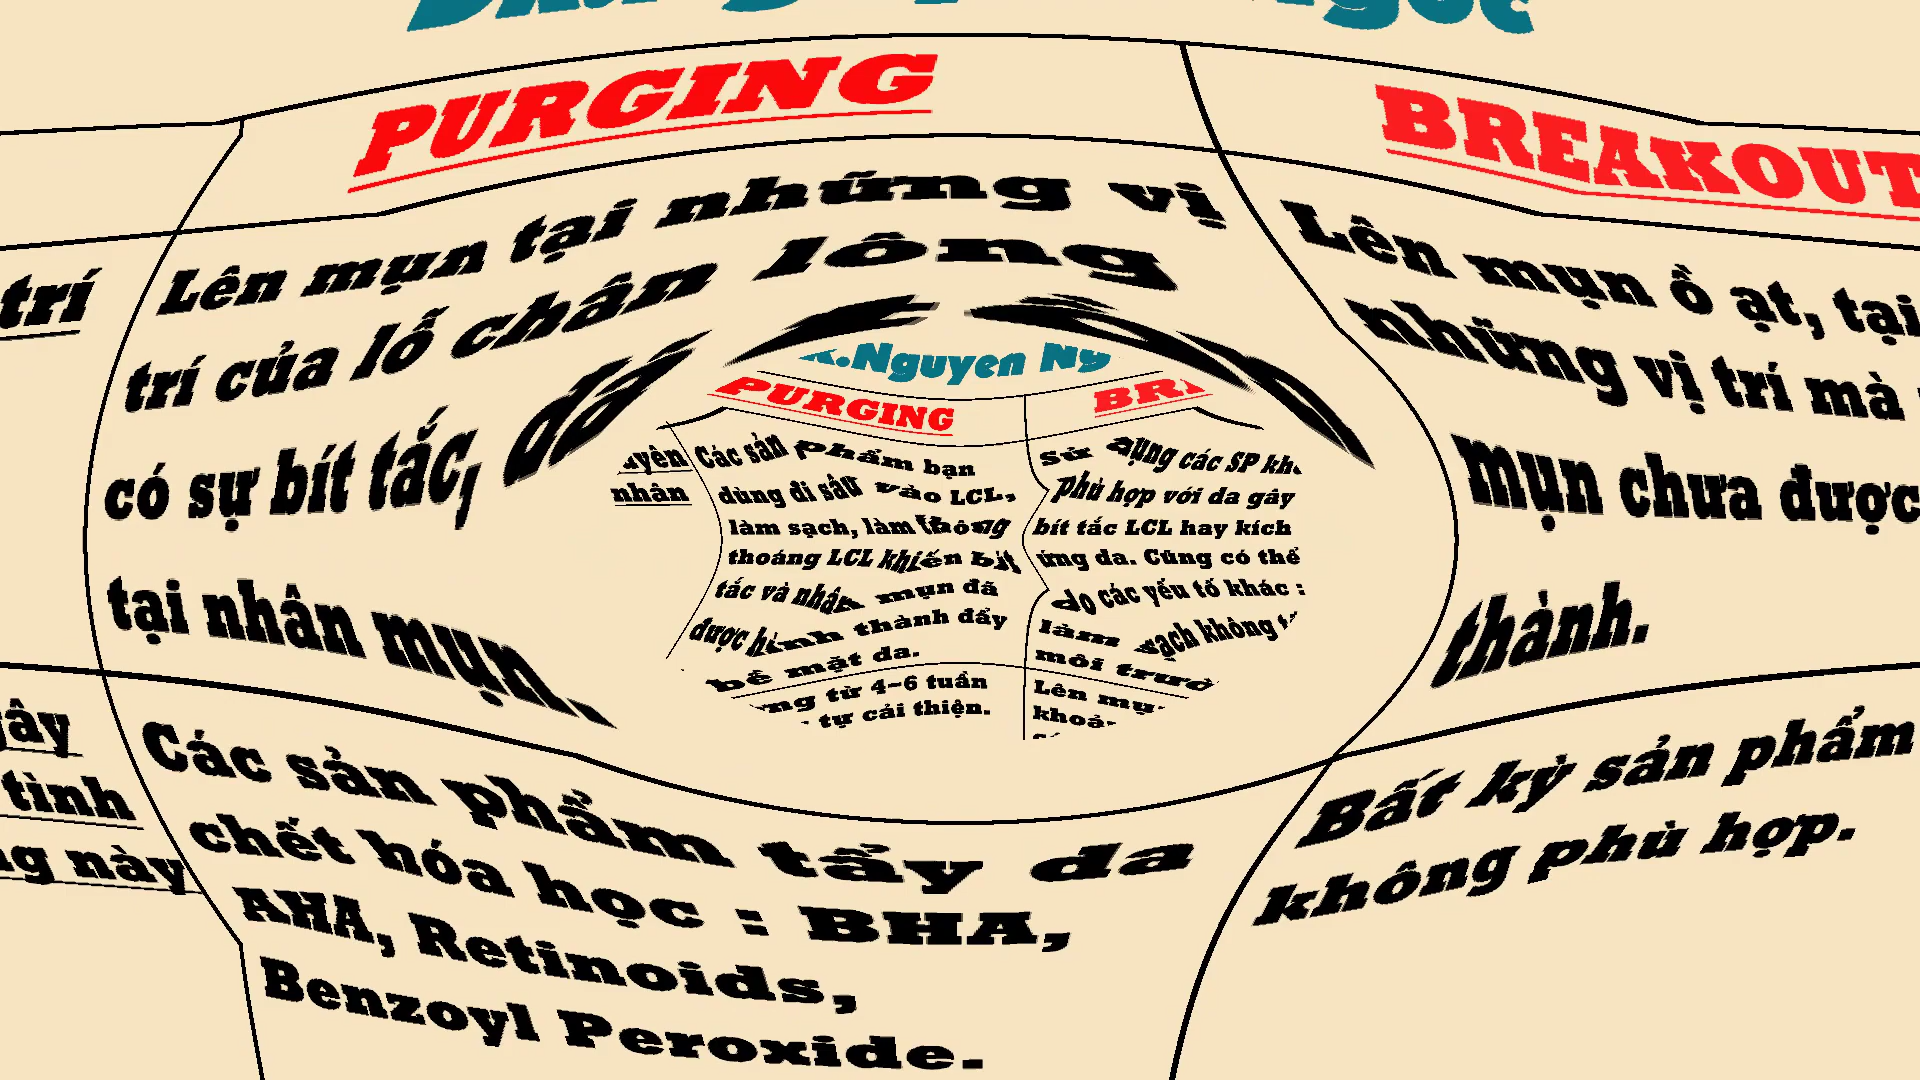 PURGING
BREAKOUT
trí
Lên mụn tại những vị
trí của lỗ chân lông
có sự bít tắc, đã
tại nhân mụn.
Lên mụn ồ ạt, tại
những vị trí mà
mụn chưa được
thành.
tình
này
Các sản phẩm tẩy da
chết hóa học : BHA,
AHA, Retinoids,
Benzoyl Peroxide.
Bất kỳ sản phẩm
không phù hợp.
Nguyen
PURGING
nhân
Các sản phẩm bạn
dùng đi sâu vào LCL,
làm sạch, làm thông
thoáng LCL khiến bít
tắc và nhân mụn đã
được hình thành đẩy
bề mặt da.
từ 4-6 tuần
tự cải thiện.
Sử dụng các SP
phù hợp với da gây
bít tắc LCL hay kích
ứng da. Cũng có thể
do các yếu tố khác :
làm sạch không
môi
Lên